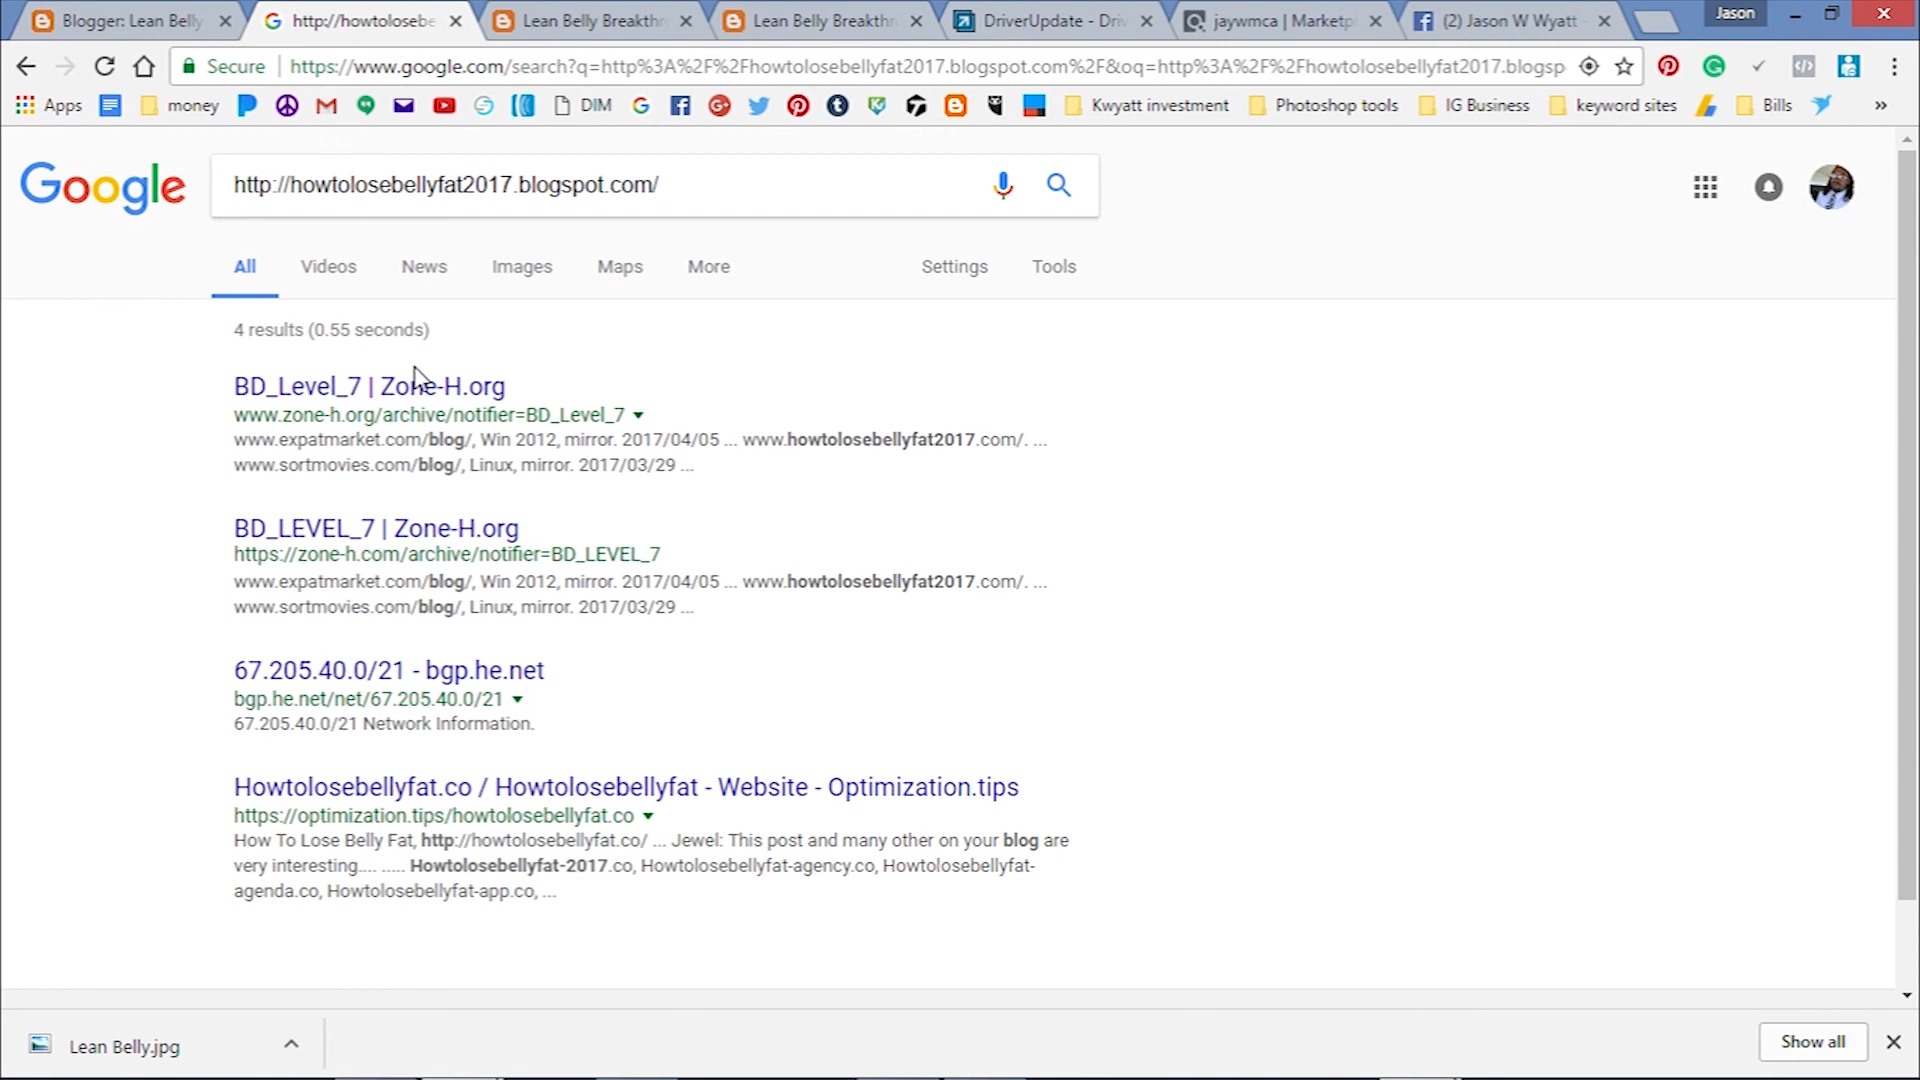 Blogger: Lean Belly
http://howtolosebe
Lean Belly Breakthr
Lean Belly Breakthr
DriverUpdate - Driv
jaywmca | Marketp
(2) Jason W Wyatt
Jason
Secure
https://www.google.com/search?q=http%3A%2F%2Fhowtolosebellyfat2017.blogspot.com%2F&oq=http%3A%2F%2Fhowtolosebellyfat2017.blogsp
Apps money DIM Kwyatt investment Photoshop tools IG Business keyword sites Bills »
Google
http://howtolosebellyfat2017.blogspot.com/
All Videos News Images Maps More Settings Tools
4 results (0.55 seconds)
BD_Level_7 | Zone-H.org
www.zone-h.org/archive/notifier=BD_Level_7
www.expatmarket.com/blog/, Win 2012, mirror. 2017/04/05 ... www.howtolosebellyfat2017.com/. ...
www.sortmovies.com/blog/, Linux, mirror. 2017/03/29 ...
BD_LEVEL_7 | Zone-H.org
https://zone-h.com/archive/notifier=BD_LEVEL_7
www.expatmarket.com/blog/, Win 2012, mirror. 2017/04/05 ... www.howtolosebellyfat2017.com/. ...
www.sortmovies.com/blog/, Linux, mirror. 2017/03/29 ...
67.205.40.0/21 - bgp.he.net
bgp.he.net/net/67.205.40.0/21
67.205.40.0/21 Network Information.
Howtolosebellyfat.co / Howtolosebellyfat - Website - Optimization.tips
https://optimization.tips/howtolosebellyfat.co
How To Lose Belly Fat, http://howtolosebellyfat.co/ ... Jewel: This post and many other on your blog are
very interesting.... ..... Howtolosebellyfat-2017.co, Howtolosebellyfat-agency.co, Howtolosebellyfat-
agenda.co, Howtolosebellyfat-app.co, ...
Lean Belly.jpg
Show all